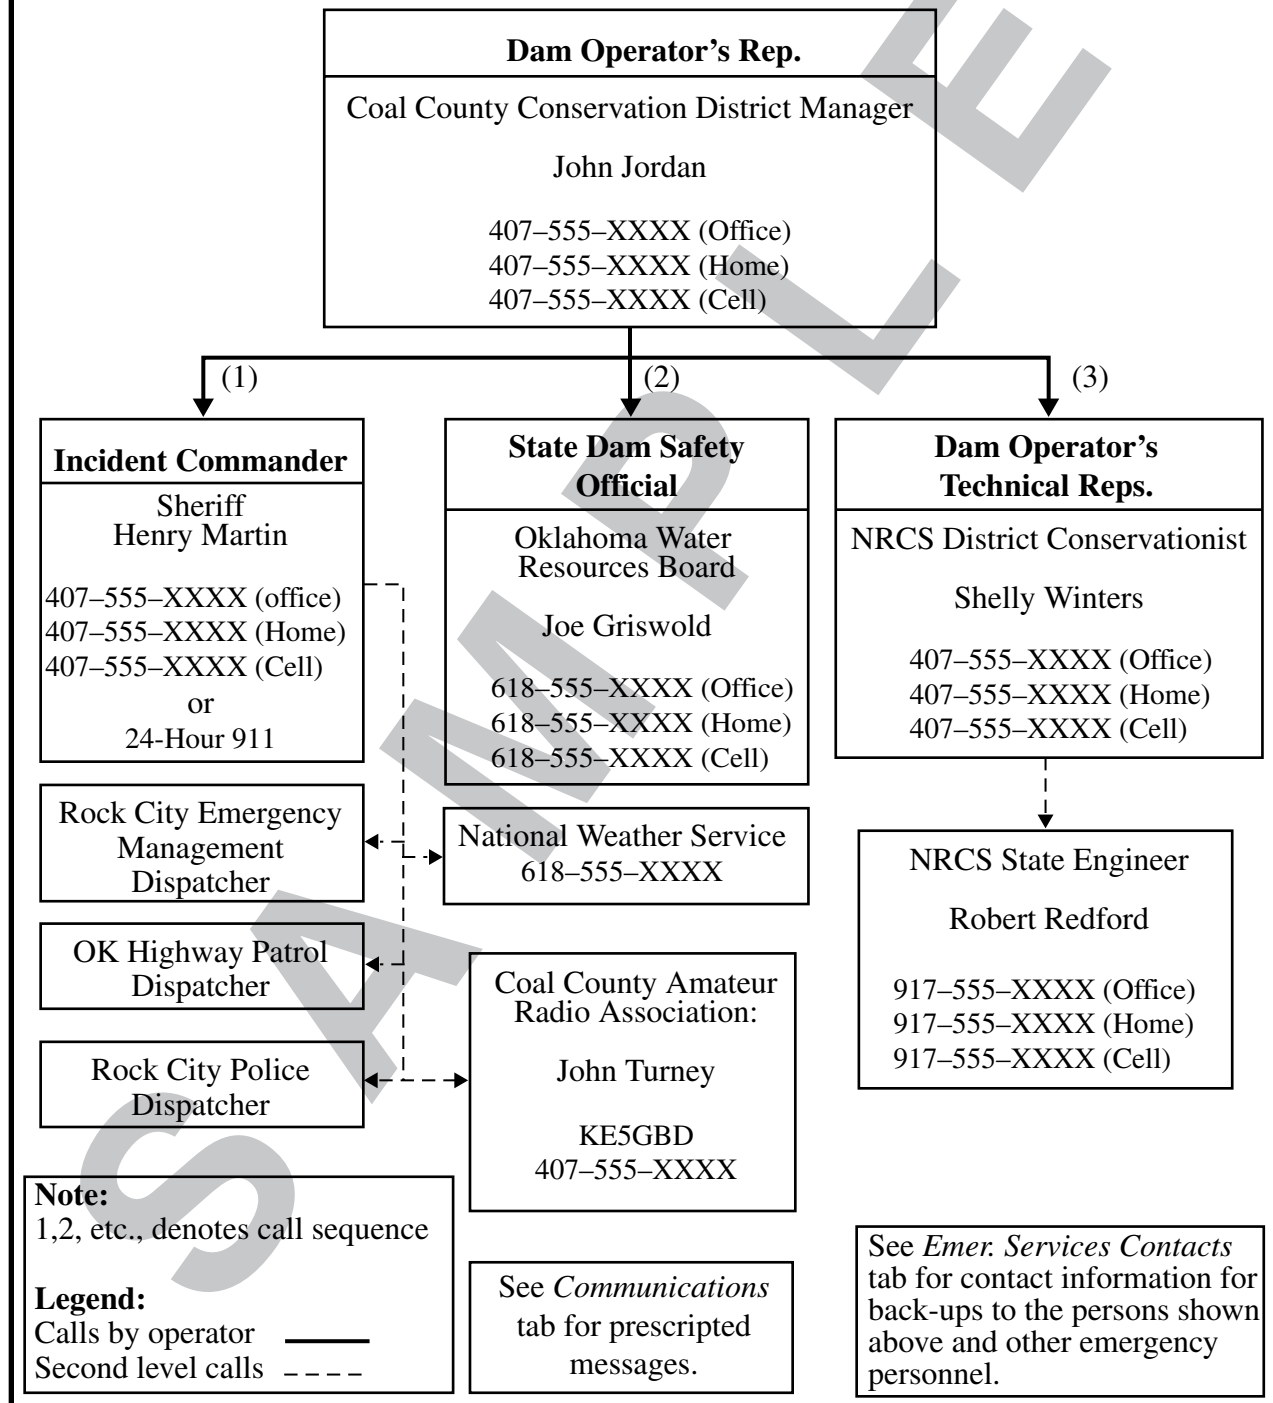 Dam Operator’s Rep.
Coal County Conservation District Manager
John Jordan
407–555–XXXX (Office)
407–555–XXXX (Home)
407–555–XXXX (Cell)
(1)
(2)
(3)
Incident Commander
Sheriff
Henry Martin
407–555–XXXX (office)
407–555–XXXX (Home)
407–555–XXXX (Cell)
or
24-Hour 911
State Dam Safety
Official
Oklahoma Water
Resources Board
Joe Griswold
618–555–XXXX (Office)
618–555–XXXX (Home)
618–555–XXXX (Cell)
Dam Operator’s
Technical Reps.
NRCS District Conservationist
Shelly Winters
407–555–XXXX (Office)
407–555–XXXX (Home)
407–555–XXXX (Cell)
Rock City Emergency
Management
Dispatcher
National Weather Service
618–555–XXXX
NRCS State Engineer
Robert Redford
917–555–XXXX (Office)
917–555–XXXX (Home)
917–555–XXXX (Cell)
OK Highway Patrol
Dispatcher
Coal County Amateur
Radio Association:
John Turney
KE5GBD
407–555–XXXX
Rock City Police
Dispatcher
Note:
1,2, etc., denotes call sequence
Legend:
Calls by operator
Second level calls
See Communications
tab for prescripted
messages.
See Emer. Services Contacts
tab for contact information for
back-ups to the persons shown
above and other emergency
personnel.
SAMPLE